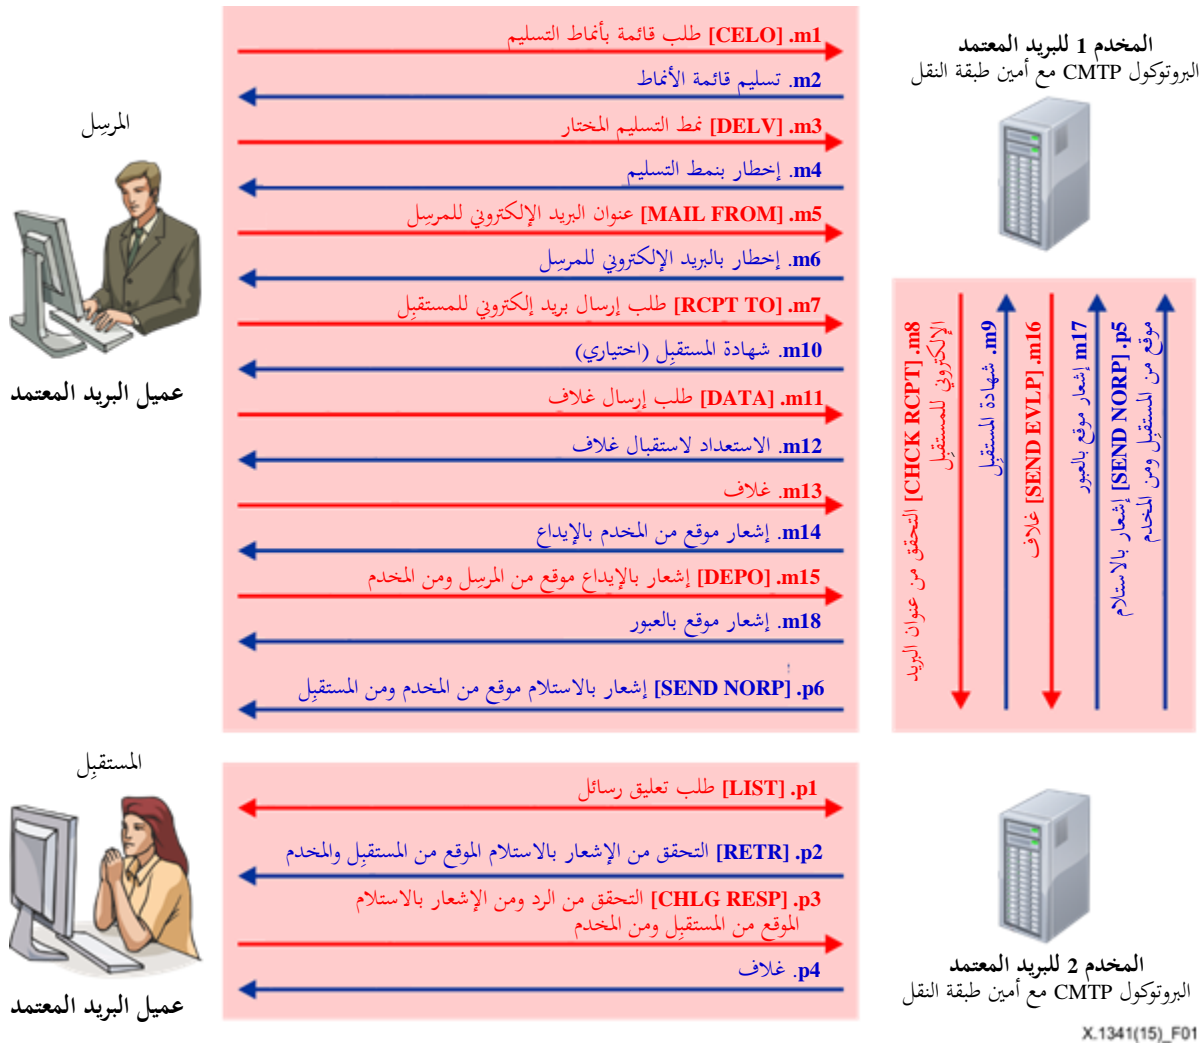 m1. [CELO] طلب قائمة بأنماط التسليم
m2. تسليم قائمة الأنماط
m3. [DELV] نمط التسليم المختار
m4. إخطار بنمط التسليم
m5. [MAIL FROM] عنوان البريد الإلكتروني للمرسِل
m6. إخطار بالبريد الإلكتروني للمرسِل
m7. [RCPT TO] طلب إرسال بريد إلكتروني للمستقبِل
m10. شهادة المستقبِل (اختياري)
m11. [DATA] طلب إرسال غلاف
m12. الاستعداد لاستقبال غلاف
m13. غلاف
m14. إشعار موقع من المخدم بالإيداع
m15. [DEPO] إشعار بالإيداع موقع من المرسِل ومن المخدم
m18. إشعار موقع بالعبور
p6. [SEND NORP] إشعار بالاستلام موقع من المخدم ومن المستقبِل
المخدم 1 للبريد المعتمد
البروتوكول CMTP مع أمين طبقة النقل
المرسِل
عميل البريد المعتمد
m8. [CHCK RCPT] التحقق من عنوان البريد
الإلكتروني للمستقبِل
m9. شهادة المستقبِل
m16. [SEND EVLP] غلاف
m17 إشعار موقع بالعبور
p5. [SEND NORP] إشعار بالاستلام
موقع من المستقبِل ومن المخدم
المستقبِل
عميل البريد المعتمد
p1. [LIST] طلب تعليق رسائل
p2. [RETR] التحقق من الإشعار بالاستلام الموقع من المستقبِل والمخدم
p3. [CHLG RESP] التحقق من الرد ومن الإشعار بالاستلام
الموقع من المستقبِل ومن المخدم
p4. غلاف
المخدم 2 للبريد المعتمد
البروتوكول CMTP مع أمين طبقة النقل
X.1341(15)_F01